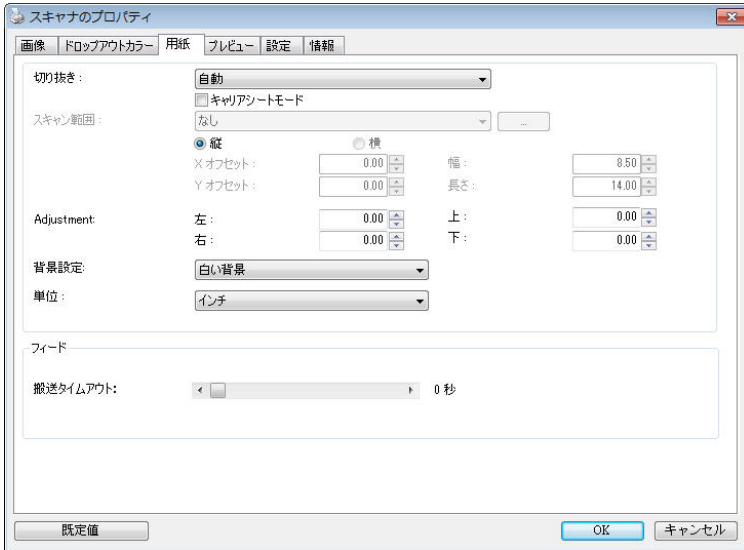 スキャナのプロパティ
画像 ドロップアウトカラー 用紙 プレビュー 設定 情報
切り抜き : 自動
キャリアシートモード
スキャン範囲 : なし ...
縦 横
X オフセット : 0.00 幅 : 8.50
Y オフセット : 0.00 長さ : 14.00
Adjustment: 左 : 0.00 上 : 0.00
右 : 0.00 下 : 0.00
背景設定: 白い背景
単位 : インチ
フィード
搬送タイムアウト: 0 秒
既定値 OK キャンセル